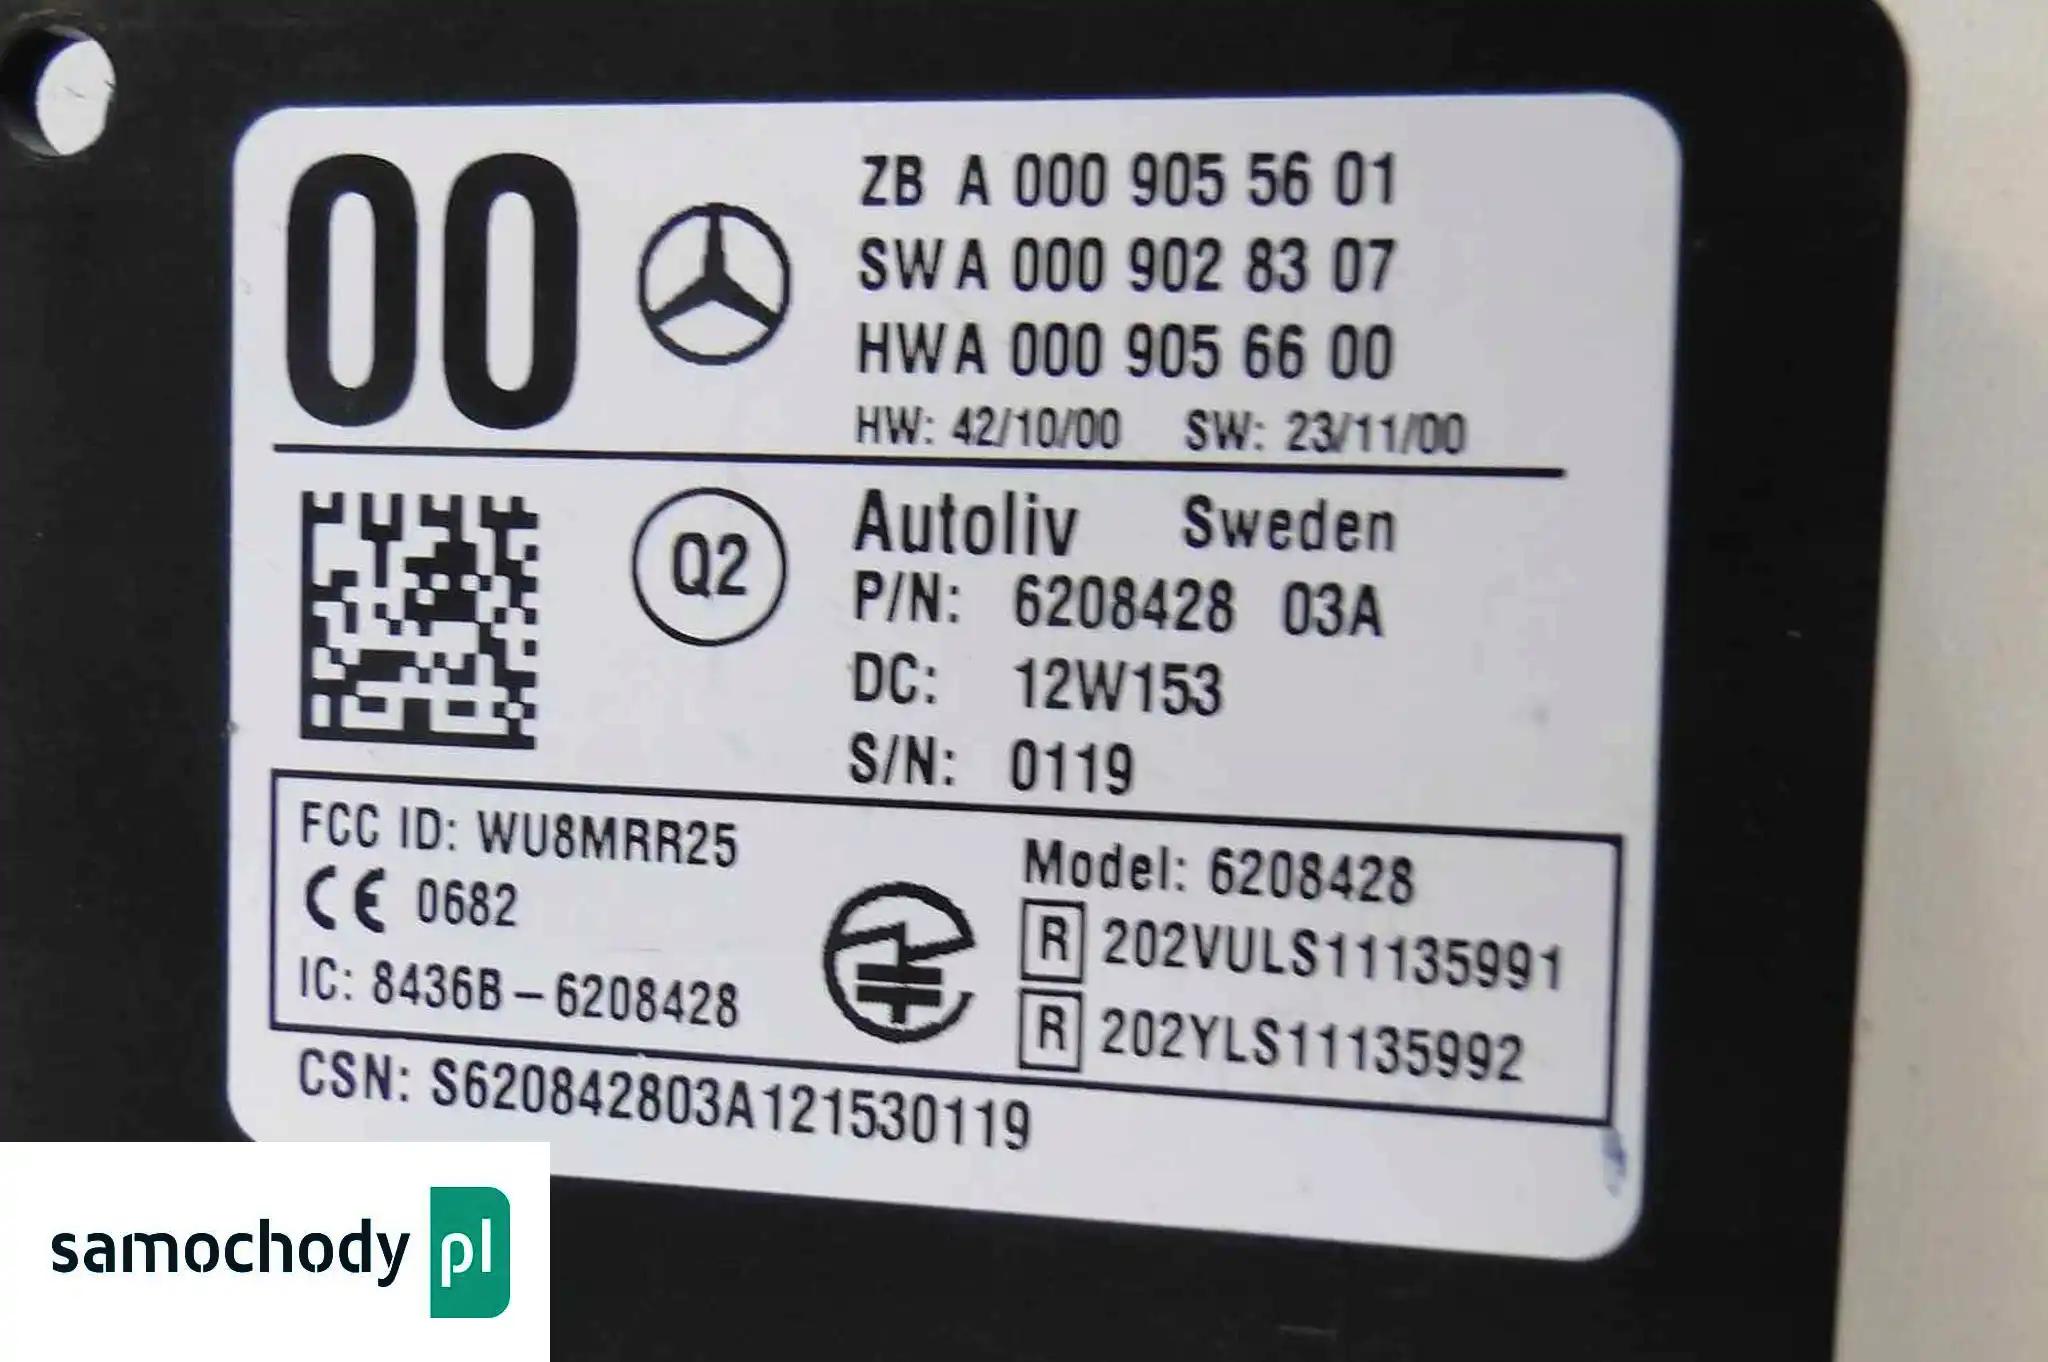 00
ZB A 000 905 56 01
SW A 000 902 83 07
HW A 000 905 66 00
HW: 42/10/00 SW: 23/11/00
Q2
Autoliv Sweden
P/N: 6208428 03A
DC: 12W153
S/N: 0119
FCC ID: WU8MRR25
CE 0682
IC: 8436B-6208428
Model: 6208428
R 202VULS11135991
R 202YLS11135992
CSN: S620842803A121530119
samochody pl